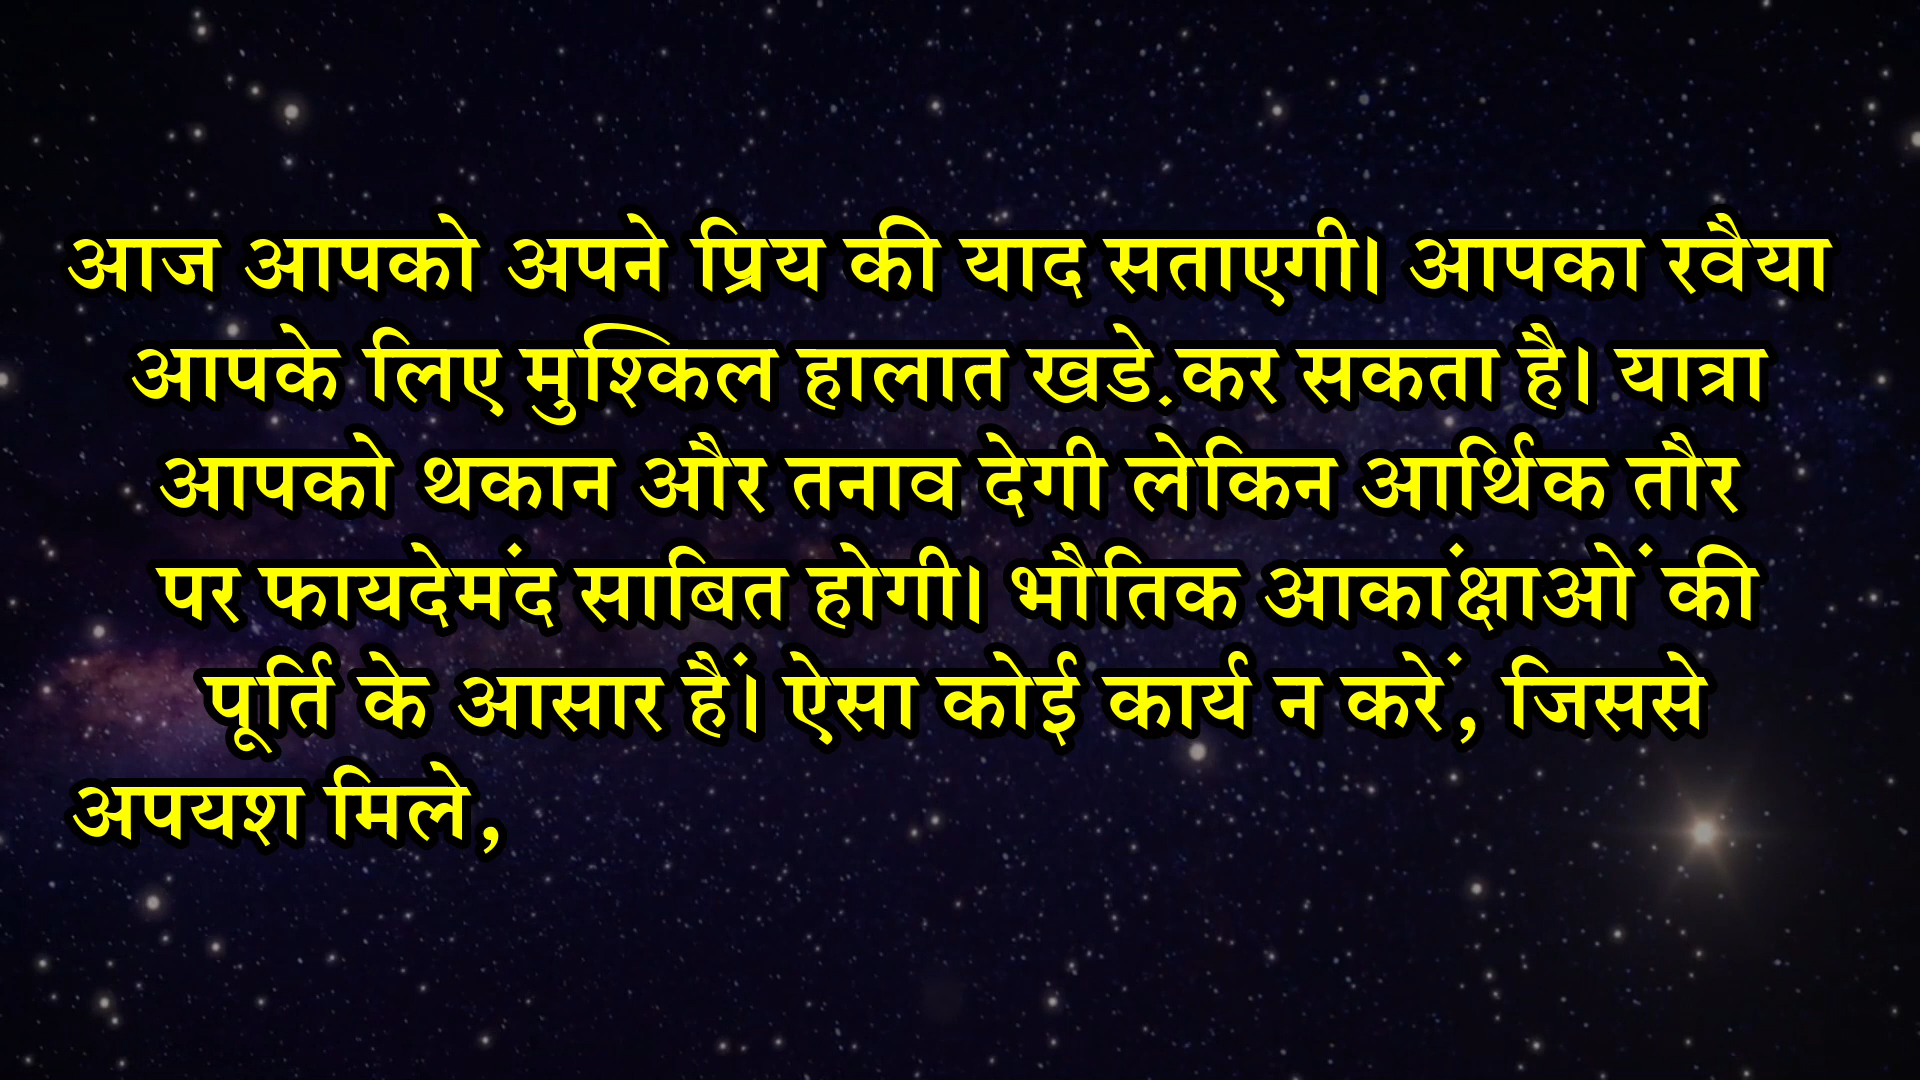 आज आपको अपने प्रिय की याद सताएगी। आपका रवैया
आपके लिए मुश्किल हालात खडे.कर सकता है। यात्रा
आपको थकान और तनाव देगी लेकिन आर्थिक तौर
पर फायदेमंद साबित होगी। भौतिक आकांक्षाओं की
पूर्ति के आसार हैं। ऐसा कोई कार्य न करें, जिससे
अपयश मिले,